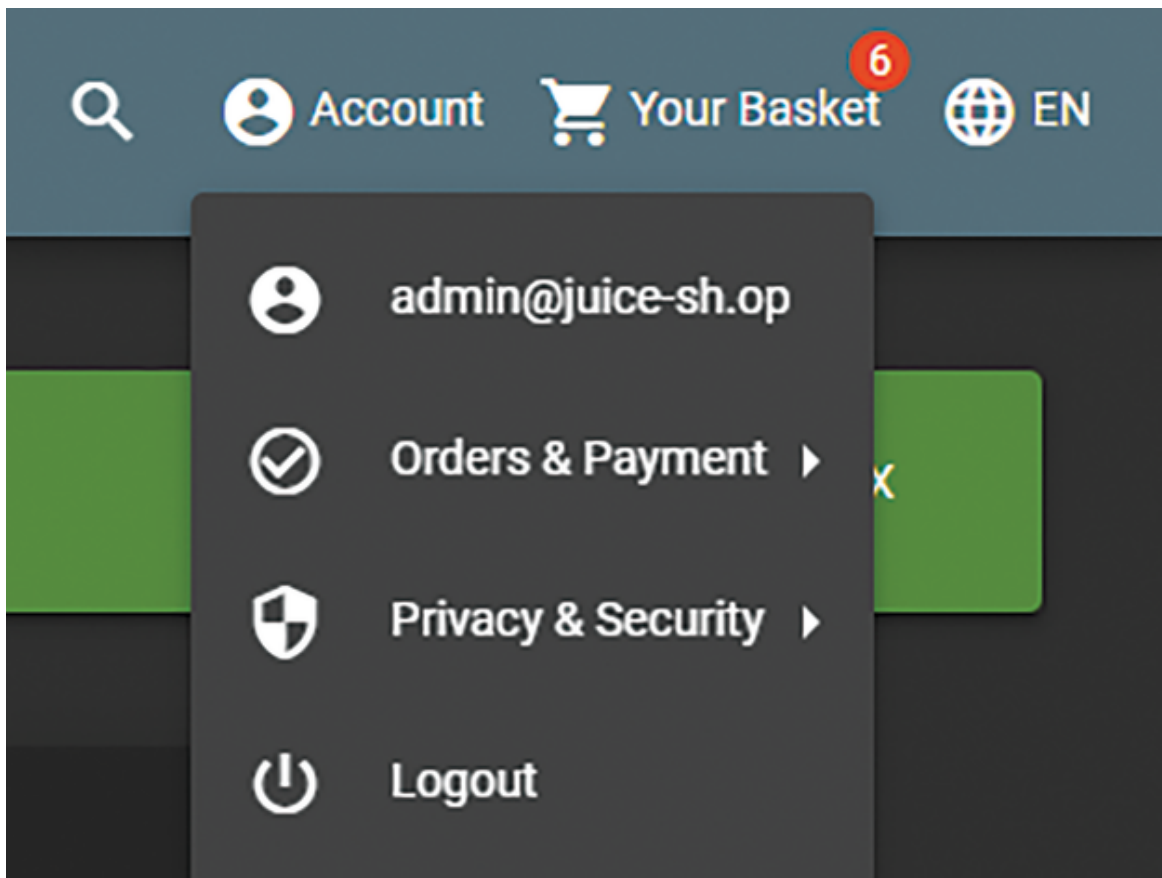 Account Your Basket 6 EN
admin@juice-sh.op
Orders & Payment
X
Privacy & Security
Logout